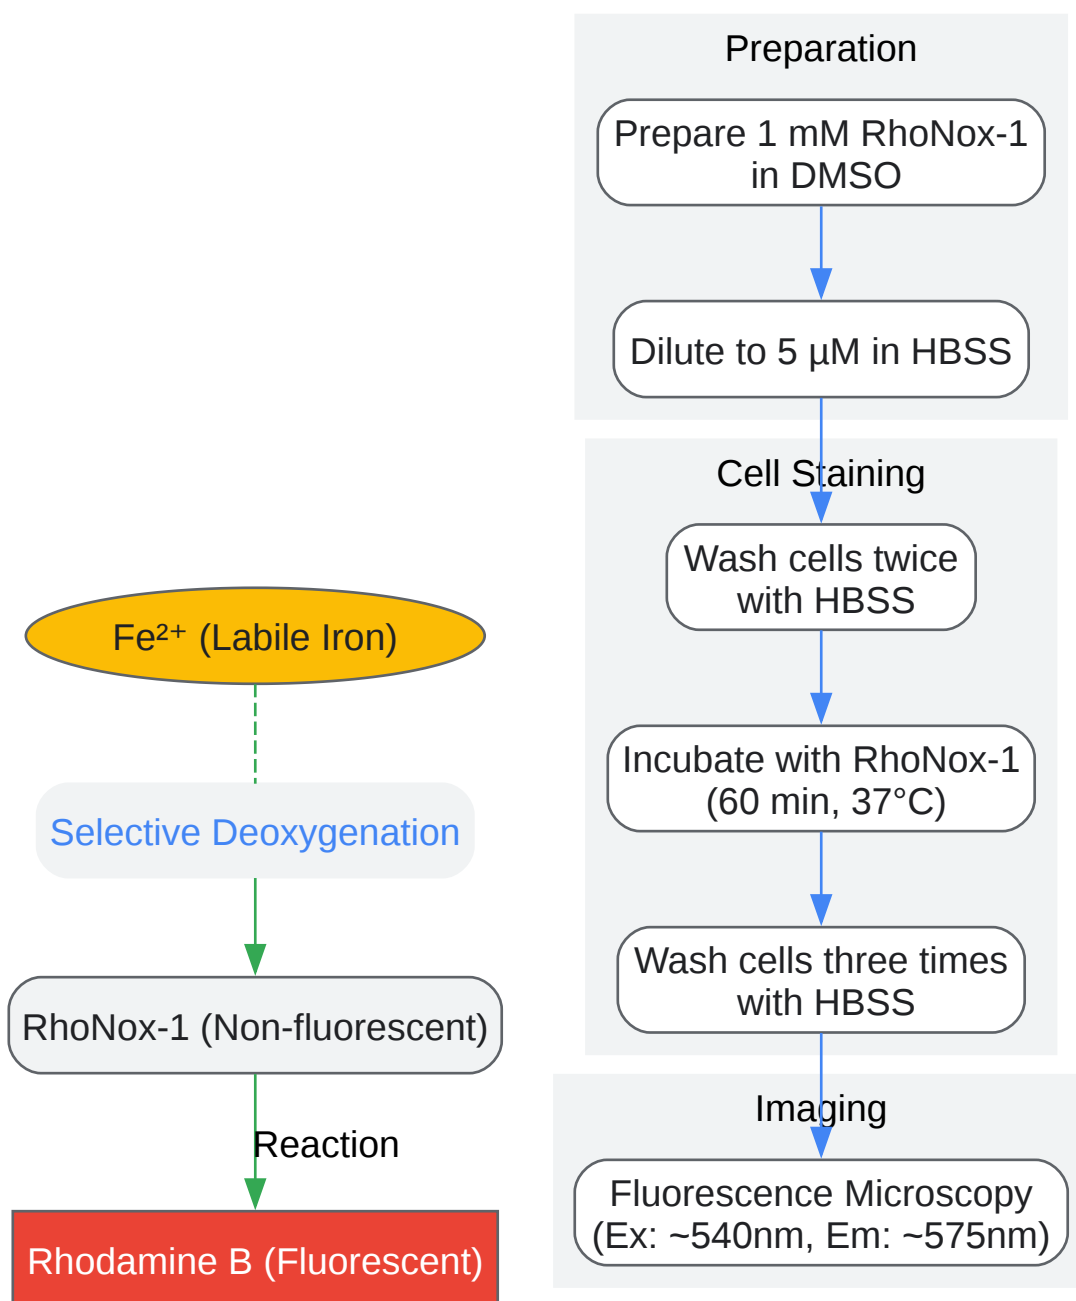 Fe²⁺ (Labile Iron)
Selective Deoxygenation
RhoNox-1 (Non-fluorescent)
Reaction
Rhodamine B (Fluorescent)
Preparation
Prepare 1 mM RhoNox-1
in DMSO
Dilute to 5 µM in HBSS
Cell Staining
Wash cells twice
with HBSS
Incubate with RhoNox-1
(60 min, 37°C)
Wash cells three times
with HBSS
Imaging
Fluorescence Microscopy
(Ex: ~540nm, Em: ~575nm)